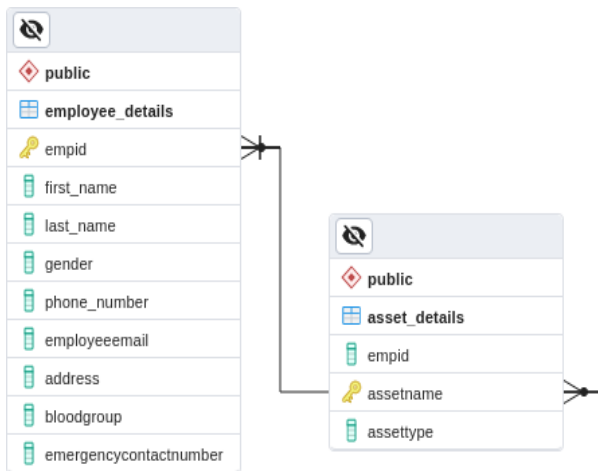 public
employee_details
empid
first_name
last_name
gender
phone_number
employeeemail
address
bloodgroup
emergencycontactnumber
public
asset_details
empid
assetname
assettype